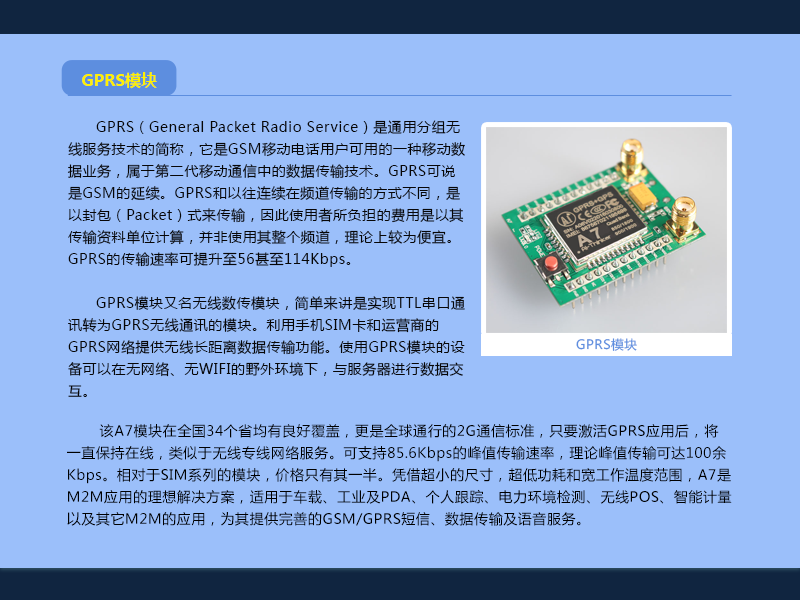 GPRS模块
GPRS（General Packet Radio Service）是通用分组无
线服务技术的简称，它是GSM移动电话用户可用的一种移动数
据业务，属于第二代移动通信中的数据传输技术。GPRS可说
是GSM的延续。GPRS和以往连续在频道传输的方式不同，是
以封包（Packet）式来传输，因此使用者所负担的费用是以其
传输资料单位计算，并非使用其整个频道，理论上较为便宜。
GPRS的传输速率可提升至56甚至114Kbps。
GPRS模块又名无线数传模块，简单来讲是实现TTL串口通
讯转为GPRS无线通讯的模块。利用手机SIM卡和运营商的
GPRS网络提供无线长距离数据传输功能。使用GPRS模块的设
备可以在无网络、无WIFI的野外环境下，与服务器进行数据交
互。
GPRS+GPS
A7
Ai-Thinker
GPRS模块
该A7模块在全国34个省均有良好覆盖，更是全球通行的2G通信标准，只要激活GPRS应用后，将
一直保持在线，类似于无线专线网络服务。可支持85.6Kbps的峰值传输速率，理论峰值传输可达100余
Kbps。相对于SIM系列的模块，价格只有其一半。凭借超小的尺寸，超低功耗和宽工作温度范围，A7是
M2M应用的理想解决方案，适用于车载、工业及PDA、个人跟踪、电力环境检测、无线POS、智能计量
以及其它M2M的应用，为其提供完善的GSM/GPRS短信、数据传输及语音服务。